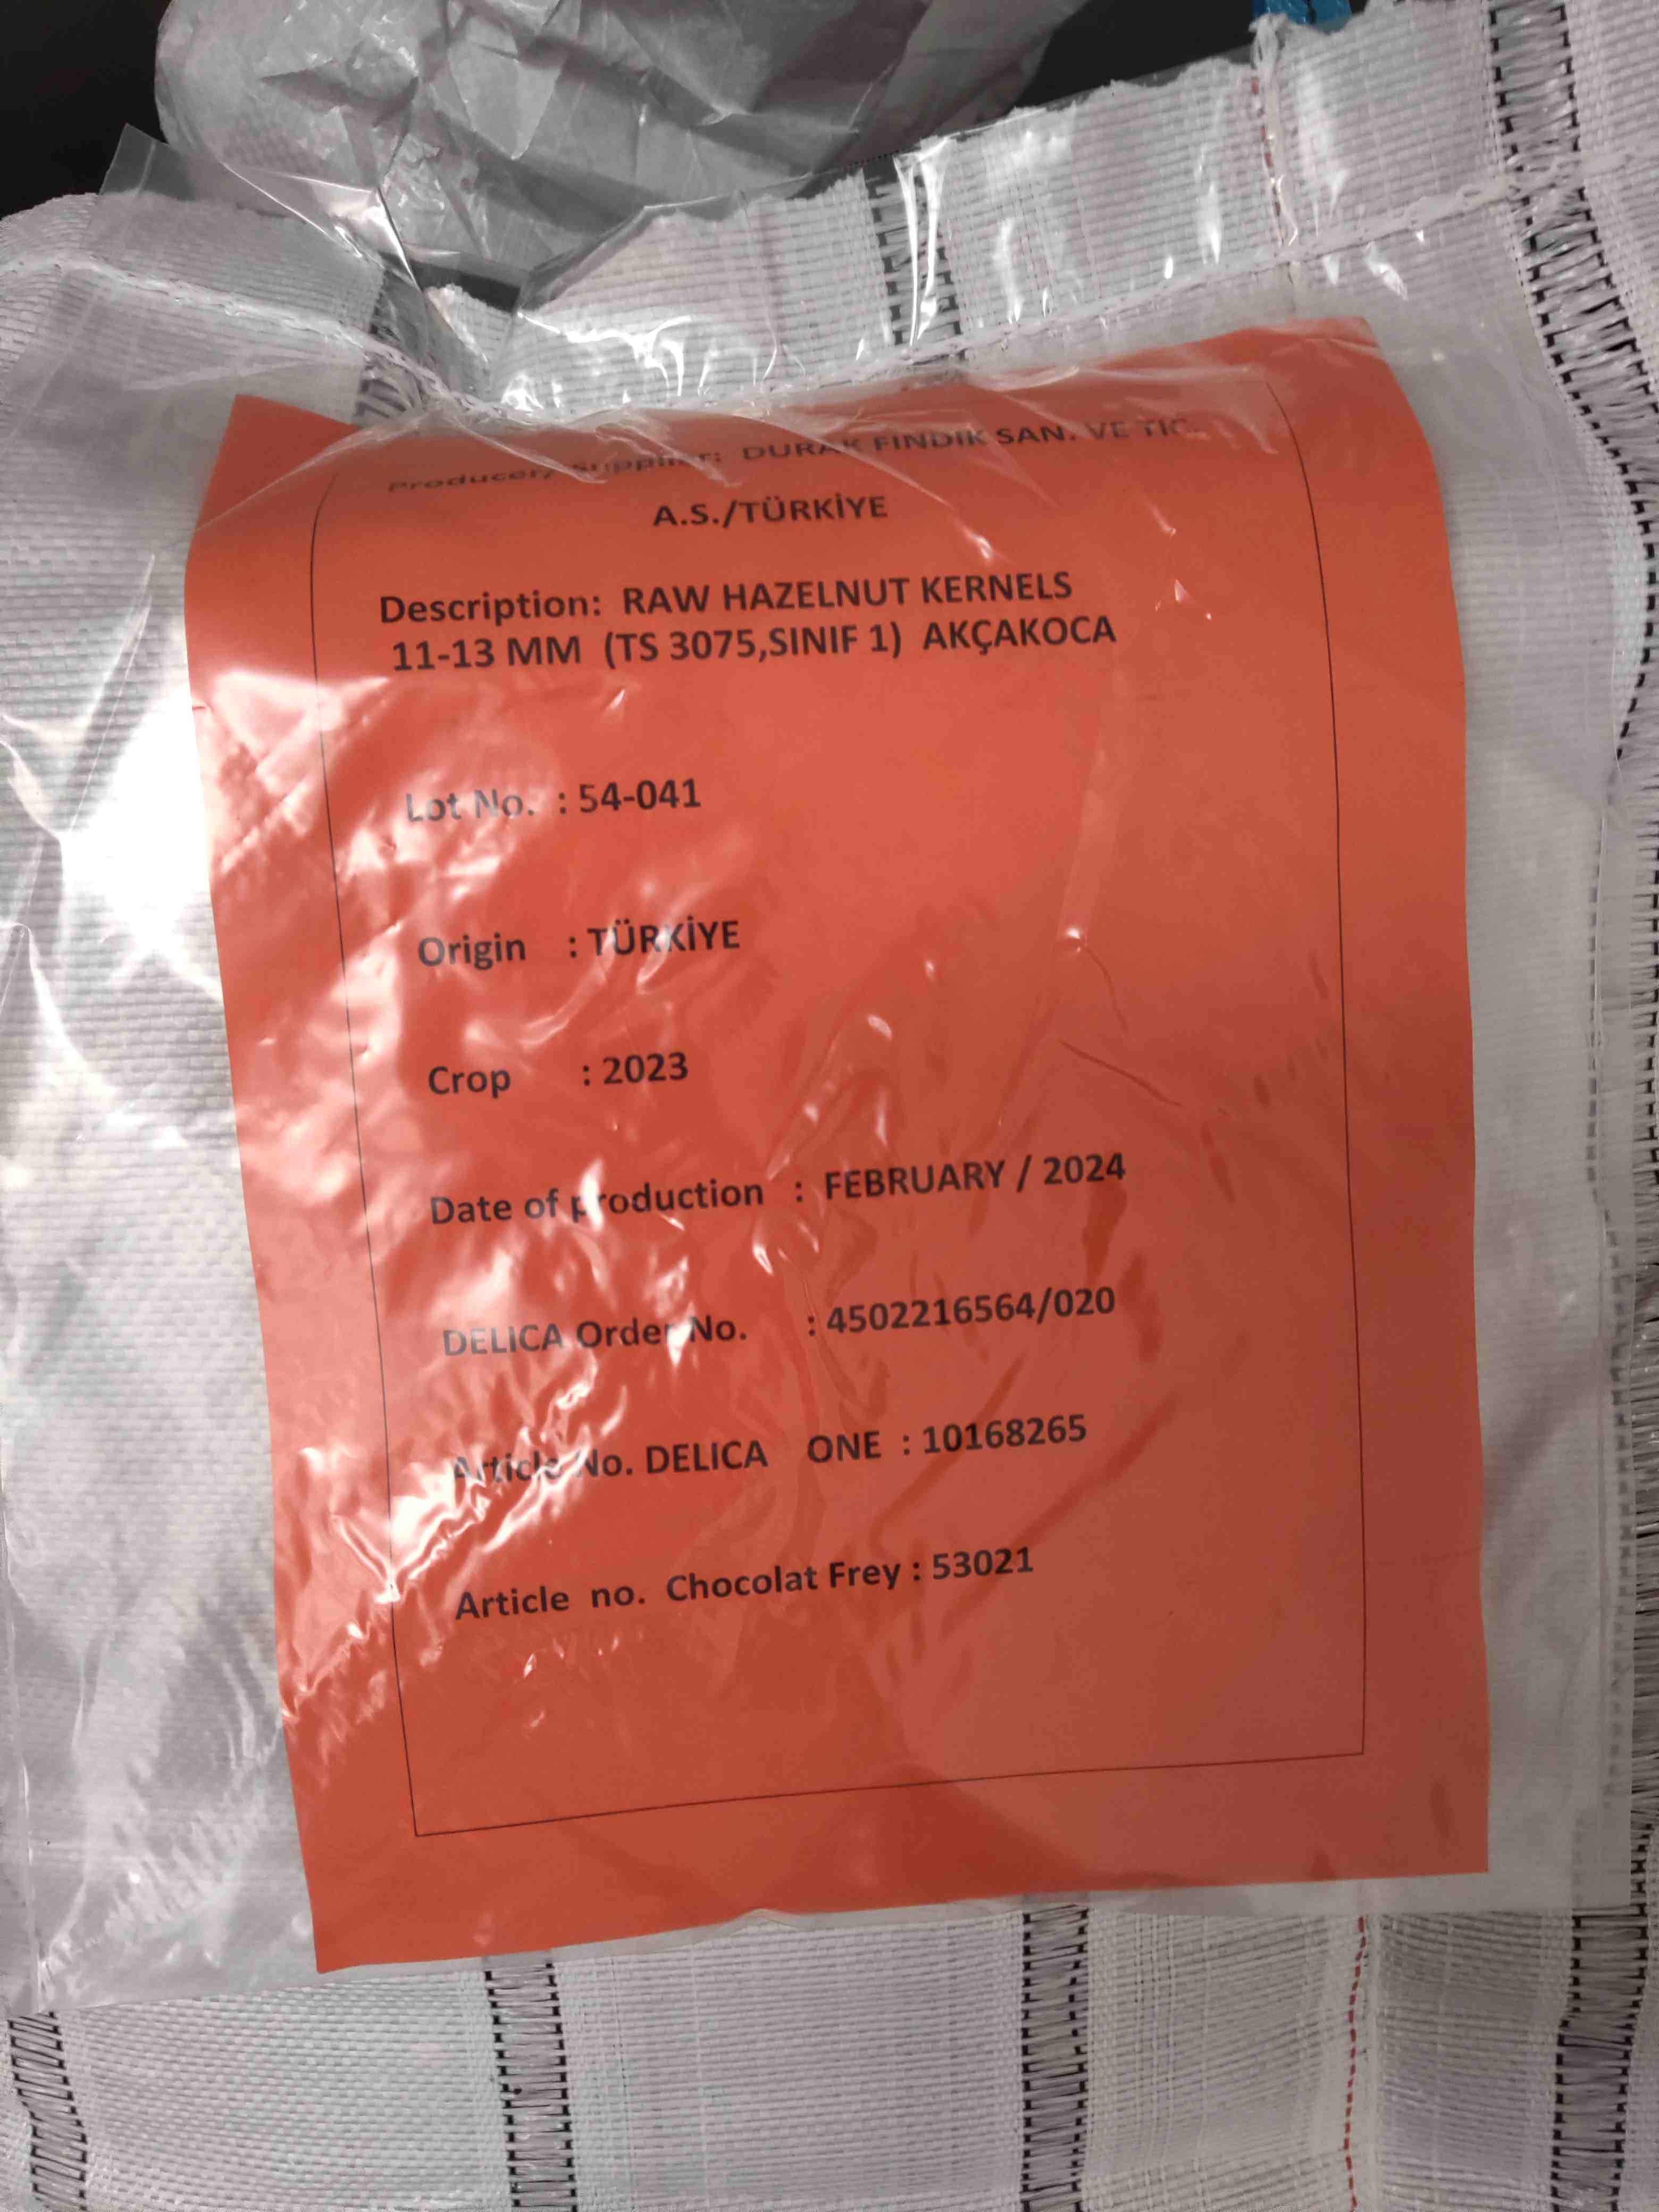 Producer/ Supplier: DURAK FINDIK SAN. VE TIC.
A.S./TÜRKİYE
Description: RAW HAZELNUT KERNELS
11-13 MM (TS 3075,SINIF 1) AKÇAKOCA
Lot No. : 54-041
Origin : TÜRKİYE
Crop : 2023
Date of production : FEBRUARY / 2024
DELICA Order No. : 4502216564/020
Article No. DELICA ONE : 10168265
Article no. Chocolat Frey : 53021